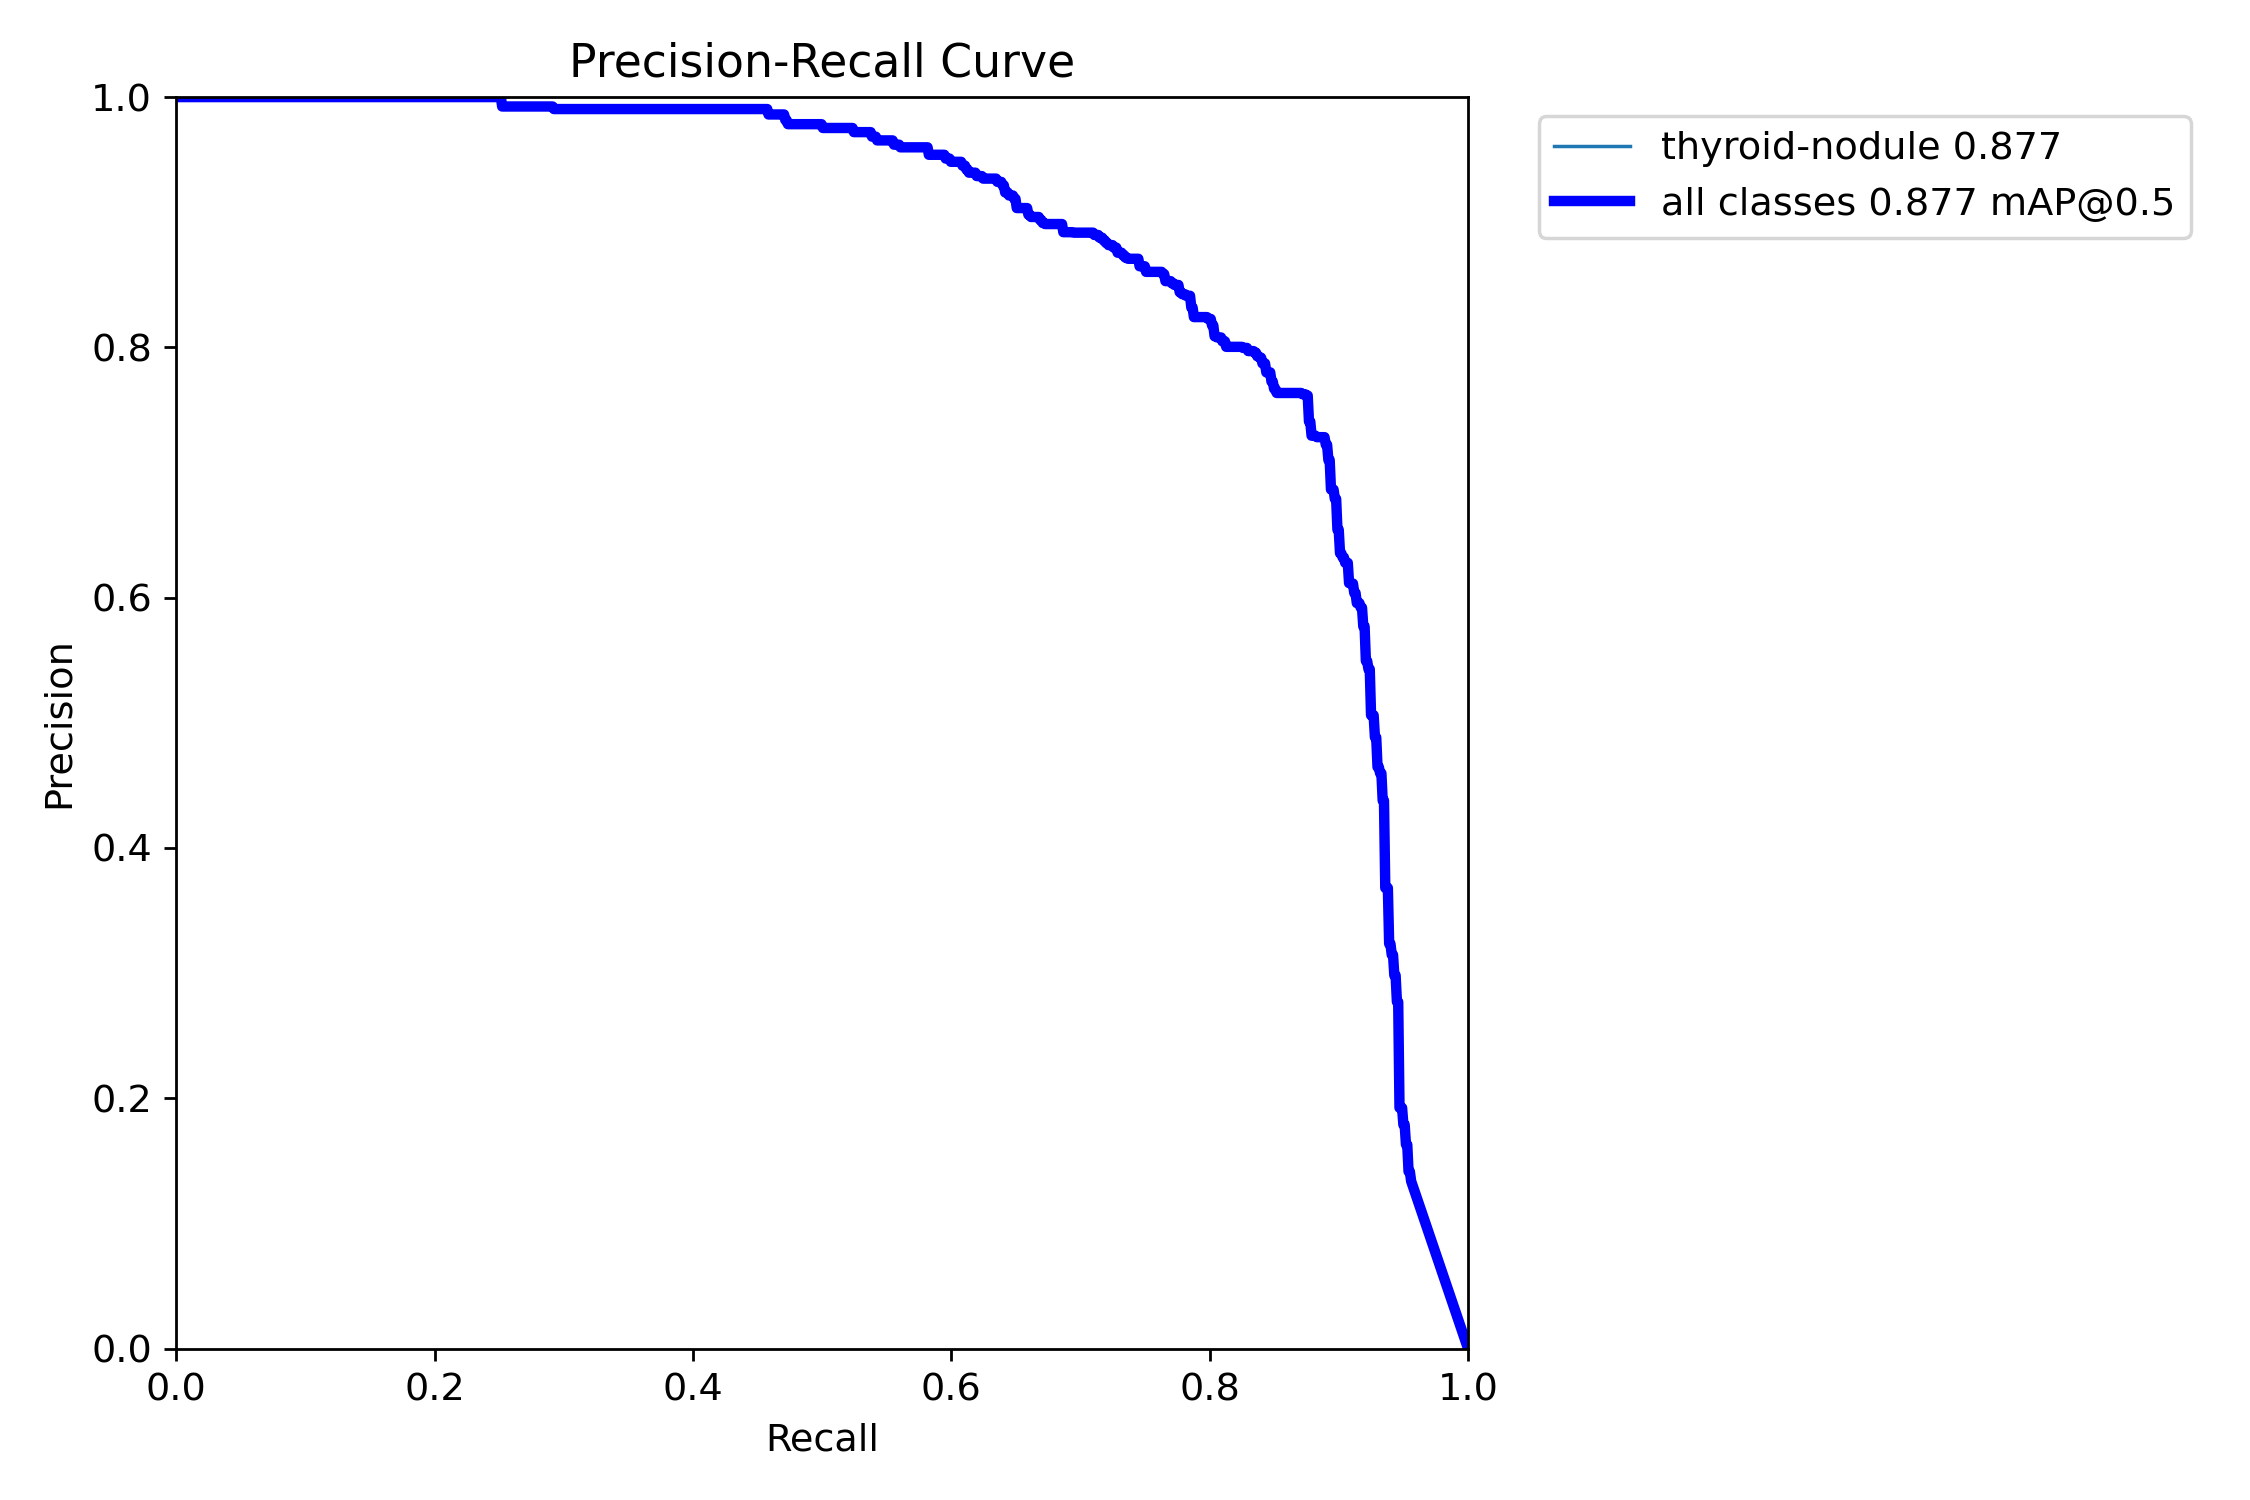 Precision-Recall Curve
1.0
0.8
0.6
0.4
0.2
0.0
Precision
0.0 0.2 0.4 0.6 0.8 1.0
Recall
thyroid-nodule 0.877
all classes 0.877 mAP@0.5